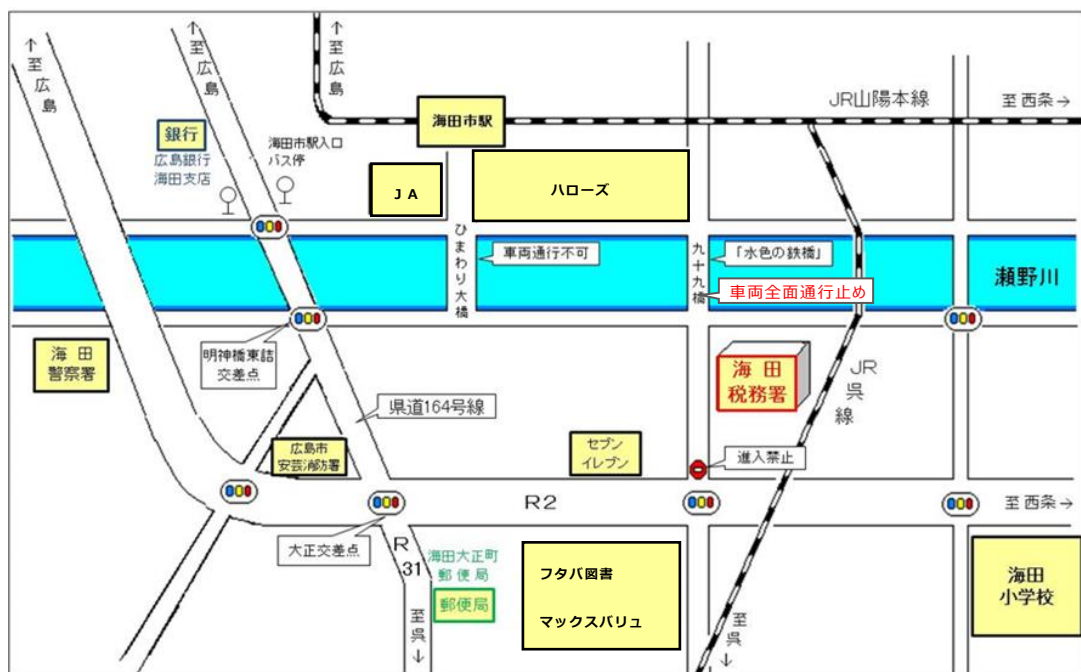 ↑至広島
↑至広島
↑至広島
JR山陽本線
至西条→
海田市駅
銀行
広島銀行
海田支店
海田市駅入口
バス停
JA
ハローズ
ひまわり大橋
車両通行不可
九十九橋
「水色の鉄橋」
車両全面通行止め
瀬野川
海田
警察署
明神橋東詰
交差点
海田
税務署
JR呉線
県道164号線
広島市
安芸消防署
セブン
イレブン
進入禁止
R2
至西条→
大正交差点
R
31
海田大正町
郵便局
郵便局
フタバ図書
マックスバリュ
海田
小学校
至呉↓
至呉↓